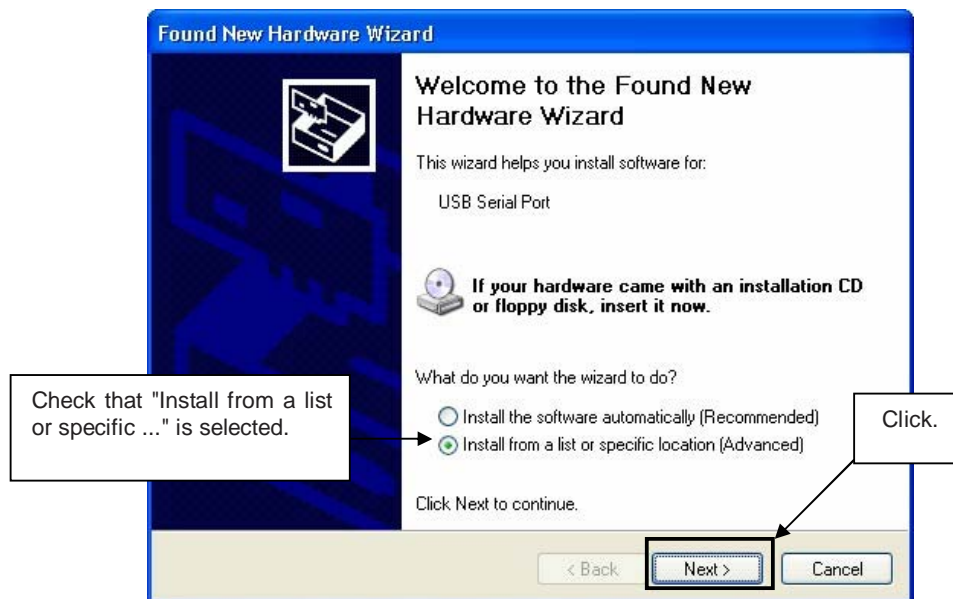 Found New Hardware Wizard
Welcome to the Found New
Hardware Wizard
This wizard helps you install software for:
USB Serial Port
If your hardware came with an installation CD
or floppy disk, insert it now.
What do you want the wizard to do?
Check that "Install from a list
or specific ..." is selected.
Install the software automatically (Recommended)
Install from a list or specific location (Advanced)
Click.
Click Next to continue.
< Back
Next >
Cancel